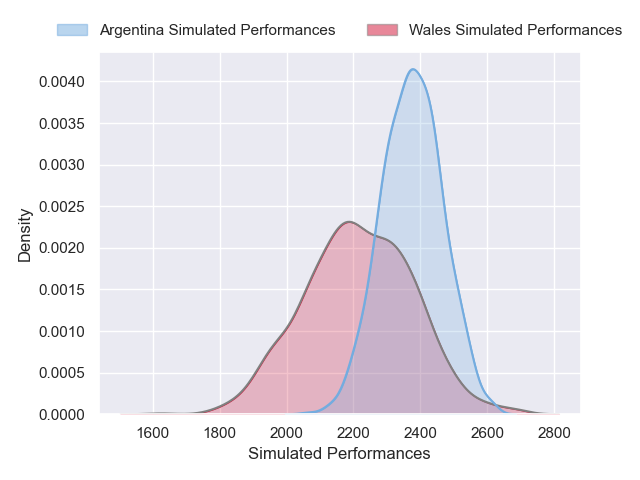 Argentina Simulated Performances
Wales Simulated Performances
0.0040
0.0035
0.0030
0.0025
0.0020
0.0015
0.0010
0.0005
0.0000
Density
1600 1800 2000 2200 2400 2600 2800
Simulated Performances